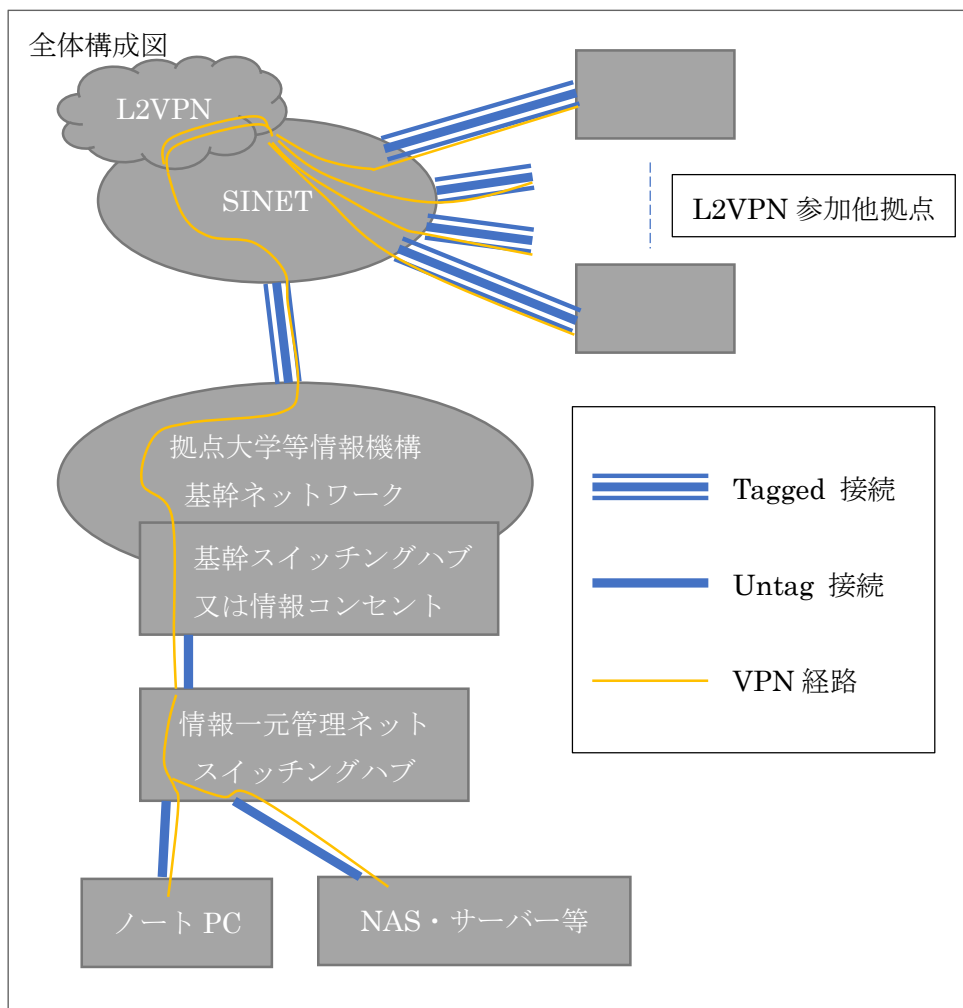 全体構成図
L2VPN
SINET
L2VPN 参加他拠点
拠点大学等情報機構
基幹ネットワーク
基幹スイッチングハブ
又は情報コンセント
Tagged 接続
Untag 接続
VPN 経路
情報一元管理ネット
スイッチングハブ
ノート PC
NAS・サーバー等